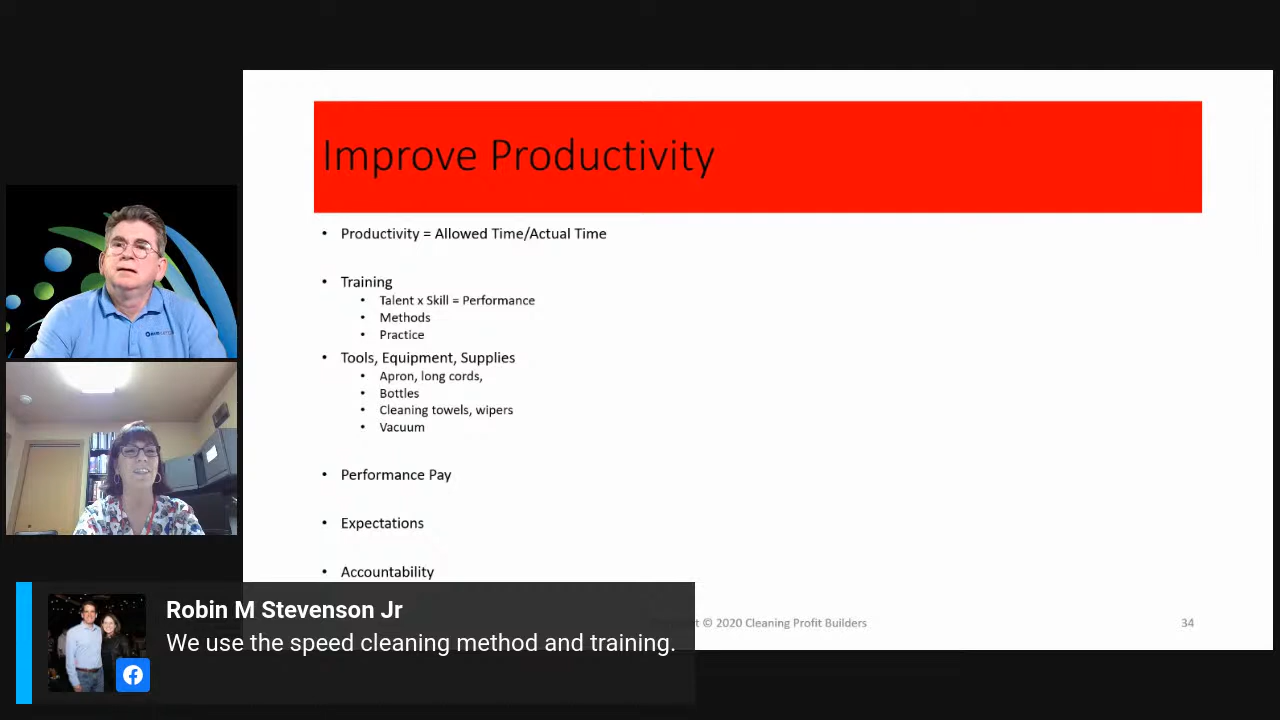 Improve Productivity
• Productivity = Allowed Time/Actual Time
• Training
• Talent x Skill = Performance
• Methods
• Practice
• Tools, Equipment, Supplies
• Apron, long cords,
• Bottles
• Cleaning towels, wipers
• Vacuum
• Performance Pay
• Expectations
• Accountability
© 2020 Cleaning Profit Builders
34
Robin M Stevenson Jr
We use the speed cleaning method and training.